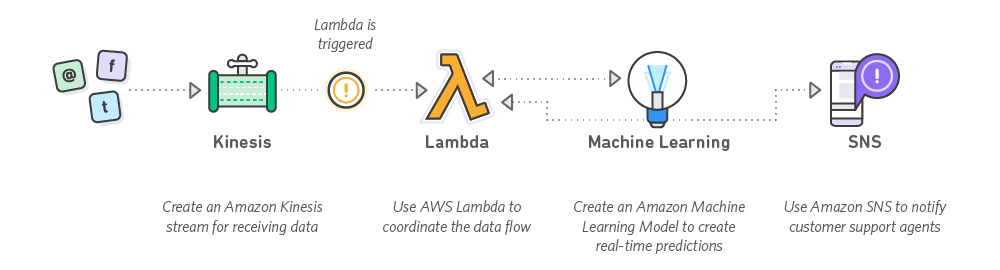 Lambda is
triggered
@
f
t
Kinesis
Lambda
Machine Learning
SNS
Create an Amazon Kinesis
stream for receiving data
Use AWS Lambda to
coordinate the data flow
Create an Amazon Machine
Learning Model to create
real-time predictions
Use Amazon SNS to notify
customer support agents